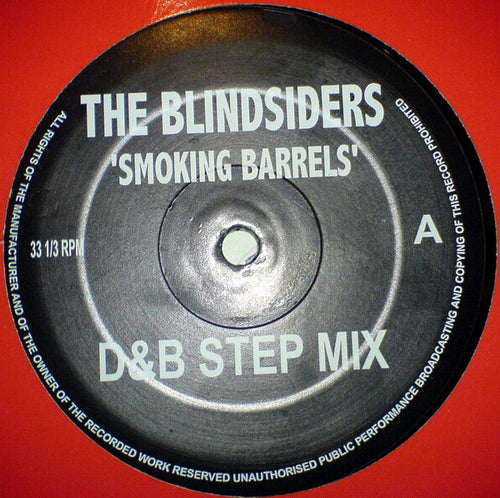 THE BLINDSIDERS
'SMOKING BARRELS'
33 1/3 RPM
A
D&B STEP MIX
ALL RIGHTS OF THE MANUFACTURER AND OF THE OWNER OF THE RECORDED WORK RESERVED UNAUTHORISED PUBLIC PERFORMANCE BROADCASTING AND COPYING OF THIS RECORD PROHIBITED